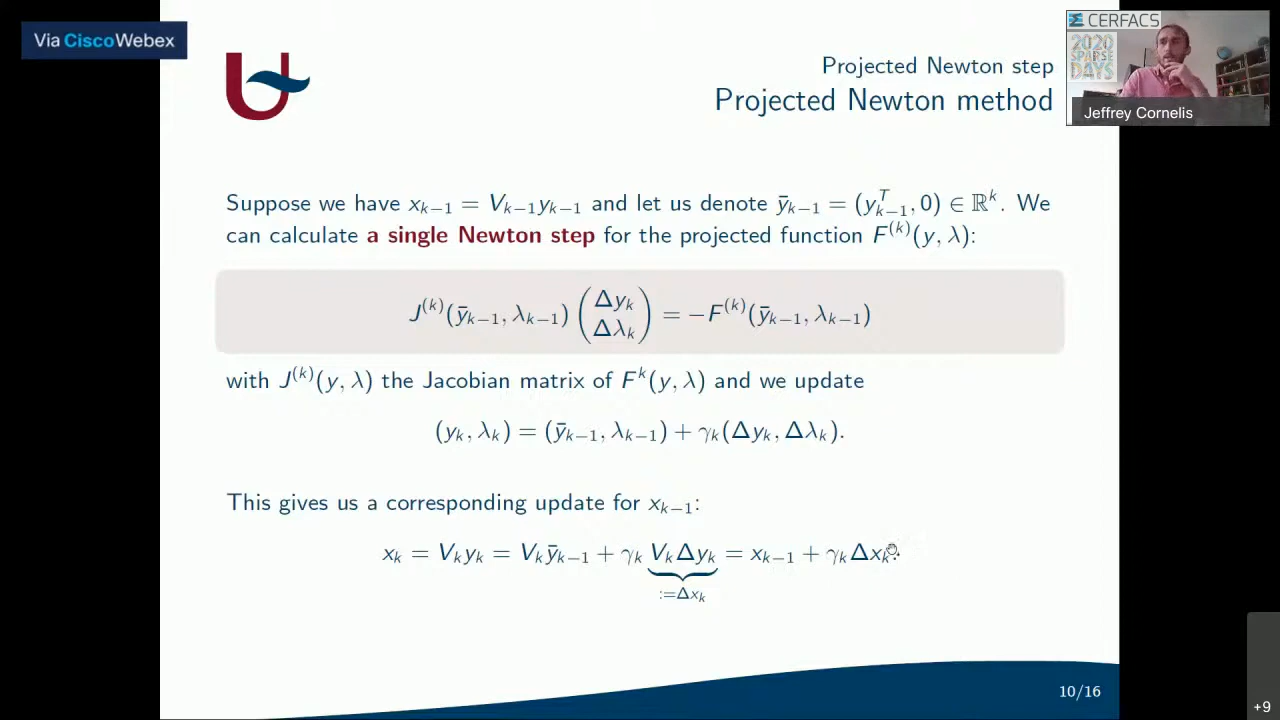 Via CiscoWebex
CERFACS
2020
SPARSE
DAYS
Jeffrey Cornelis
Projected Newton step
Projected Newton method
Suppose we have x_{k−1} = V_{k−1}y_{k−1} and let us denote ȳ_{k−1} = (y^T_{k−1}, 0) ∈ ℝ^k. We
can calculate a single Newton step for the projected function F^{(k)}(y, λ):
J^{(k)}(ȳ_{k−1}, λ_{k−1}) (Δy_k Δλ_k) = −F^{(k)}(ȳ_{k−1}, λ_{k−1})
with J^{(k)}(y, λ) the Jacobian matrix of F^k(y, λ) and we update
(y_k, λ_k) = (ȳ_{k−1}, λ_{k−1}) + γ_k(Δy_k, Δλ_k).
This gives us a corresponding update for x_{k−1}:
x_k = V_k y_k = V_k ȳ_{k−1} + γ_k V_k Δy_k = x_{k−1} + γ_k Δx_k.
:=Δx_k
10/16
+9